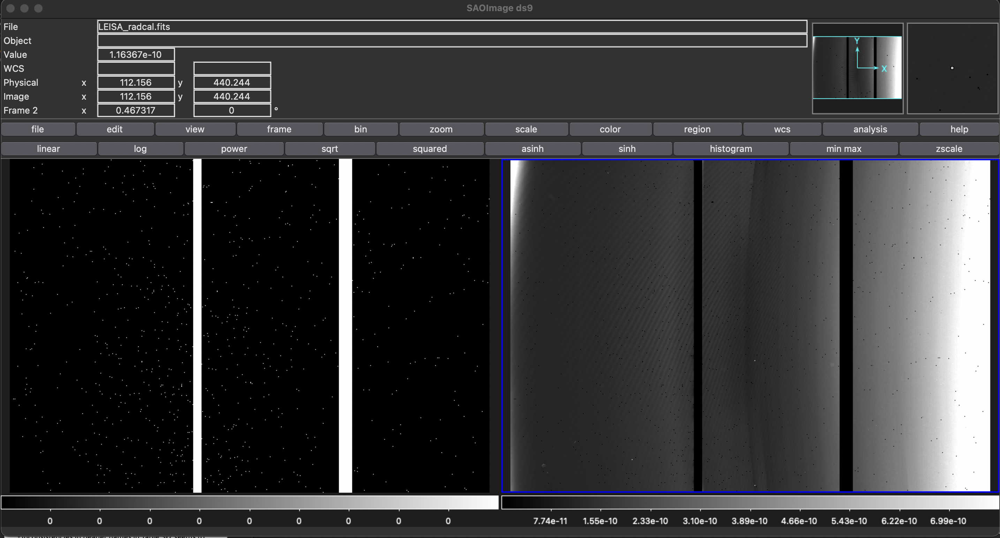 SAOImage ds9
File LEISA_radcal.fits
Object
Value 1.16367e-10
WCS
Physical x 112.156 y 440.244
Image x 112.156 y 440.244
Frame 2 x 0.467317 0 °
Y
X
file edit view frame bin zoom scale color region wcs analysis help
linear log power sqrt squared asinh sinh histogram min max zscale
0 0 0 0 0 0 0 0 0
7.74e-11 1.55e-10 2.33e-10 3.10e-10 3.89e-10 4.66e-10 5.43e-10 6.22e-10 6.99e-10